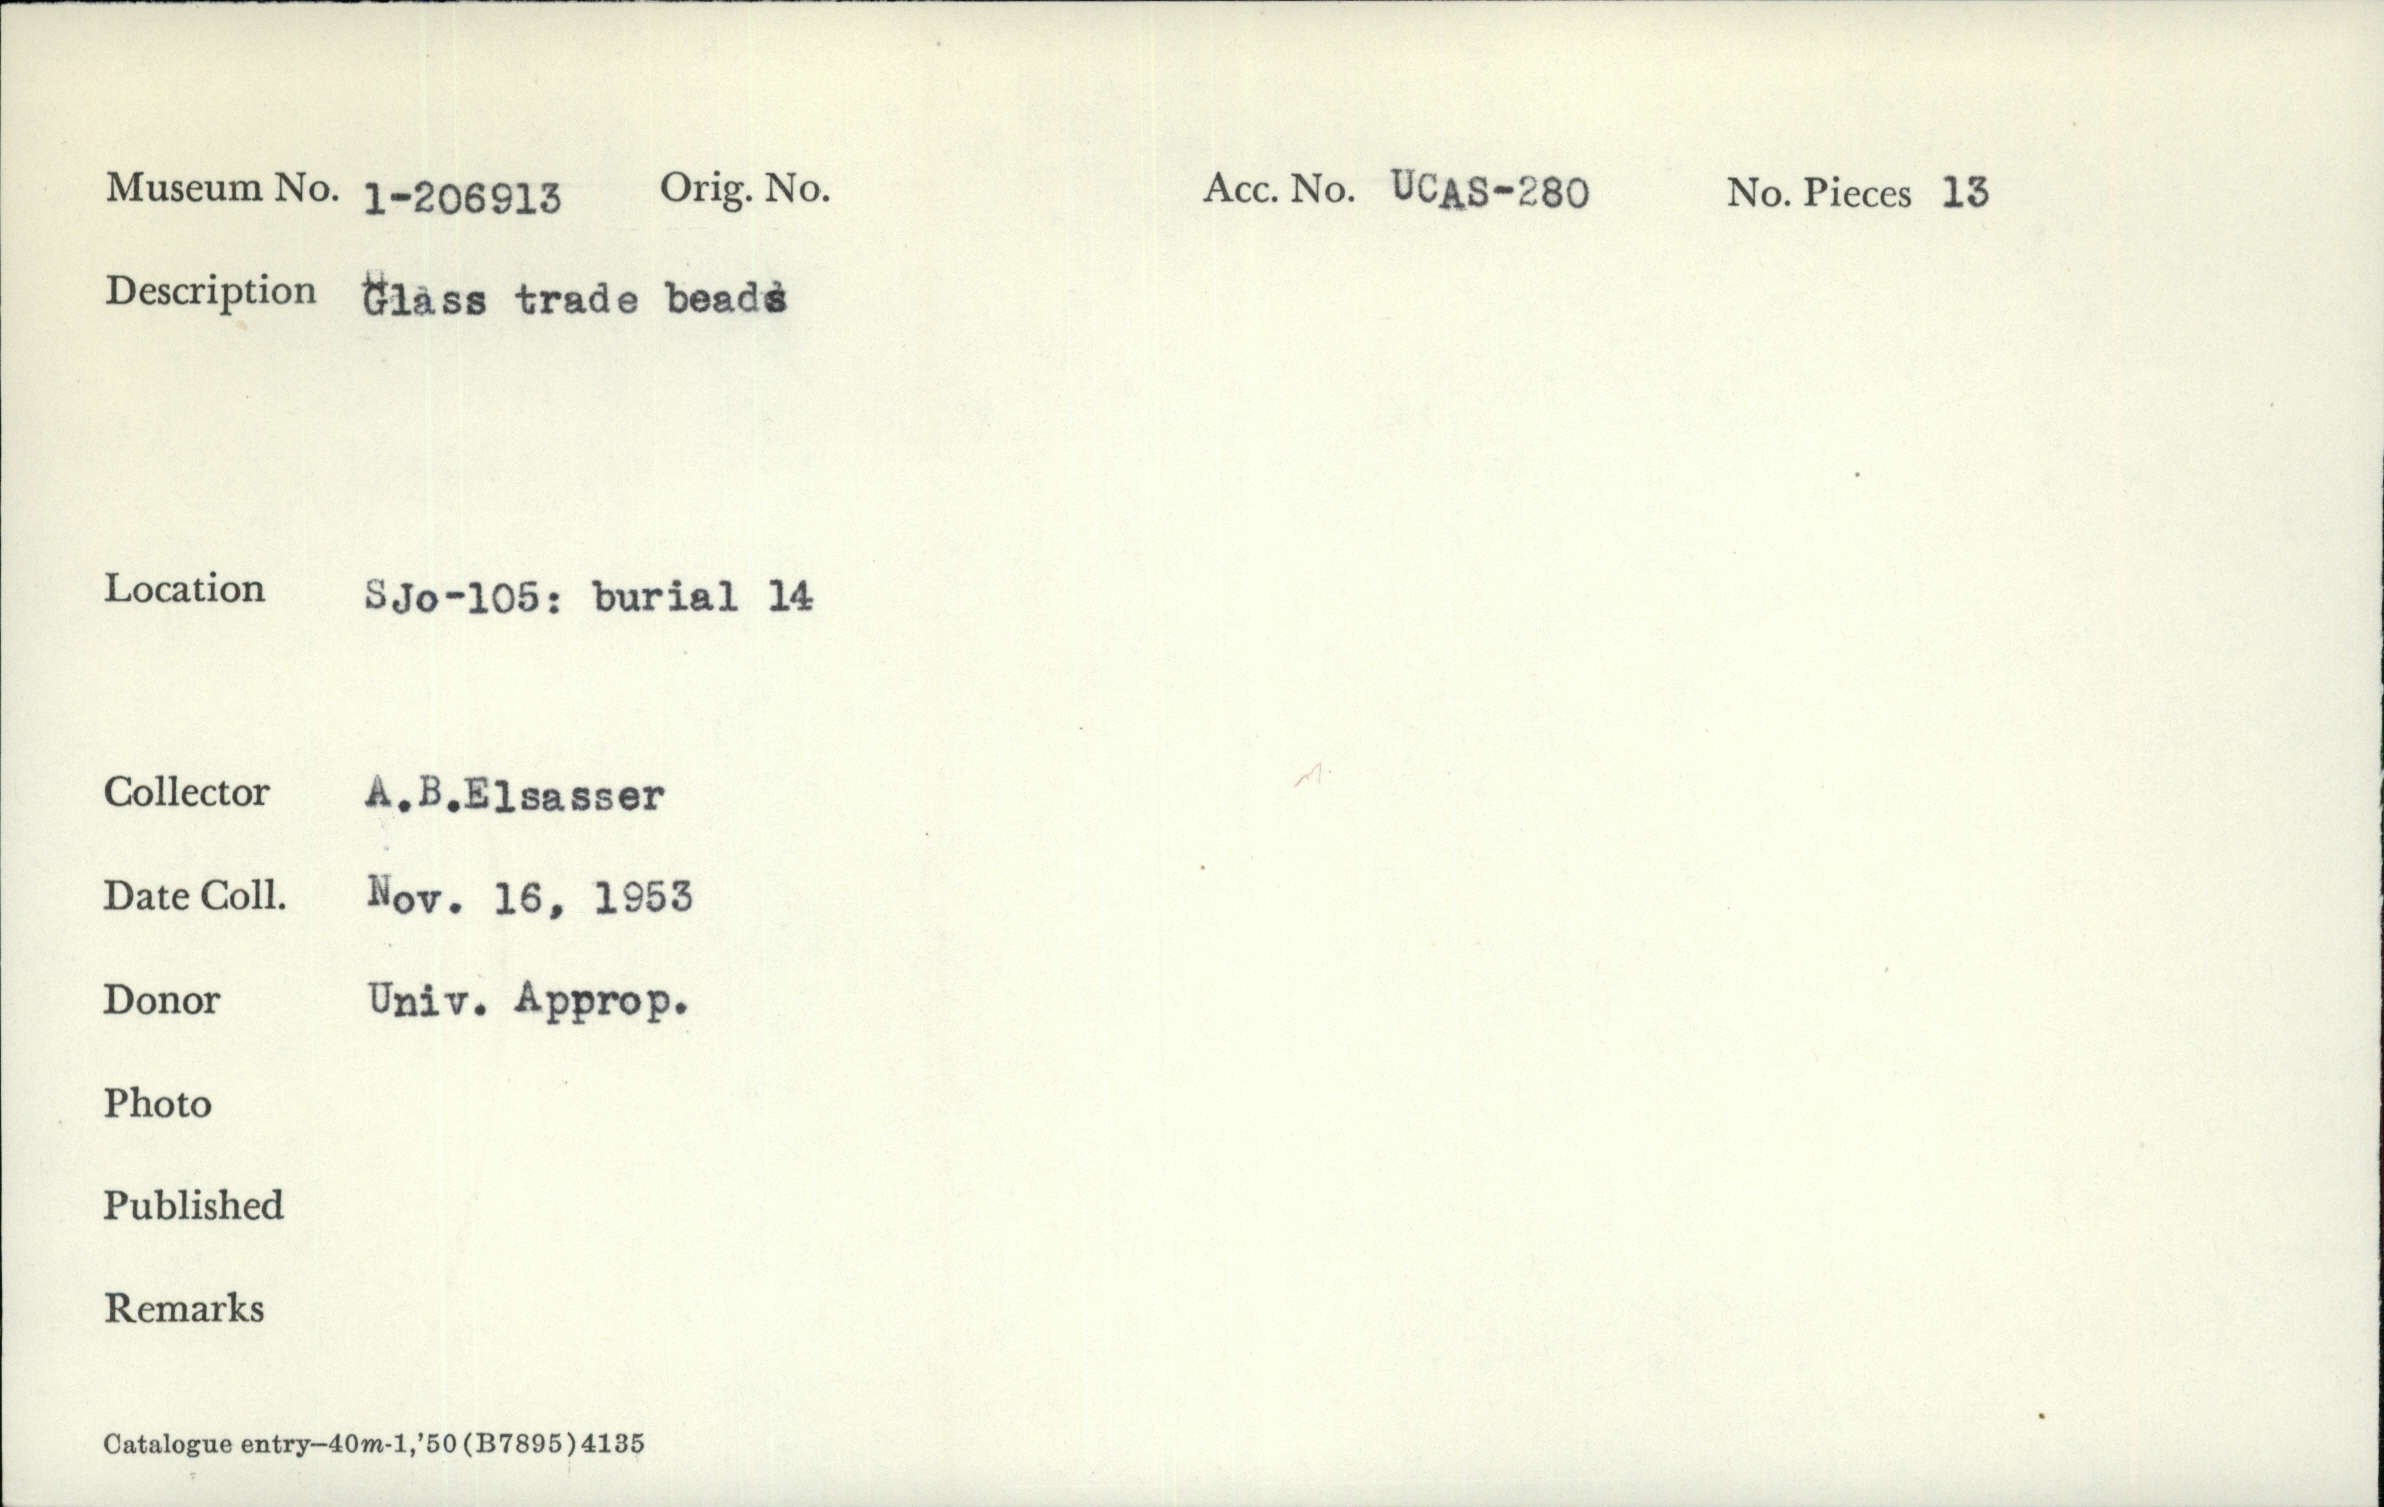 Museum No. 1-206913 Orig. No. Acc. No. UCAS-280 No. Pieces 13
Description Glass trade beads
Location SJo-105: burial 14
Collector A.B.Elsasser
Date Coll. Nov. 16, 1953
Donor Univ. Approp.
Photo
Published
Remarks
Catalogue entry—40m-1,'50(B7895)4135